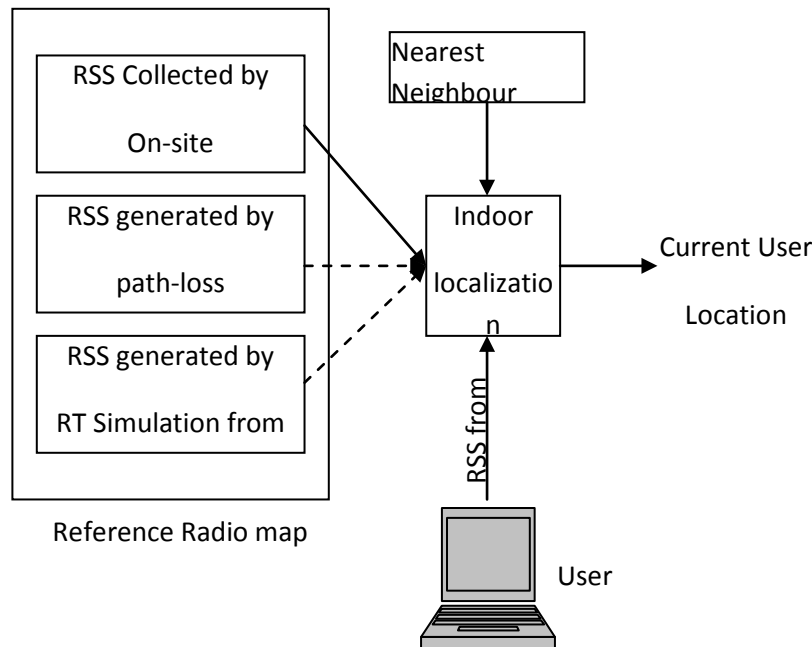 RSS Collected by
On-site
RSS generated by
path-loss
RSS generated by
RT Simulation from
Reference Radio map
Nearest
Neighbour
Indoor
localizatio
n
Current User
Location
RSS from
User